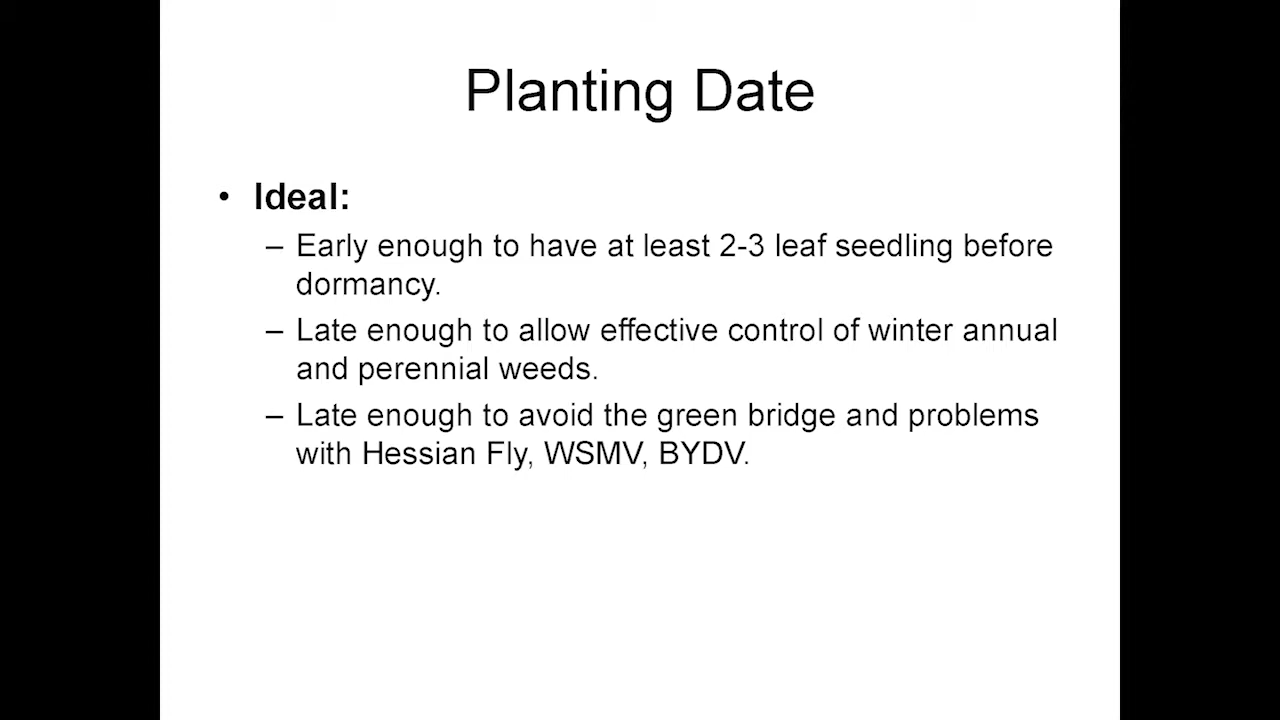 Planting Date
• Ideal:
– Early enough to have at least 2-3 leaf seedling before
dormancy.
– Late enough to allow effective control of winter annual
and perennial weeds.
– Late enough to avoid the green bridge and problems
with Hessian Fly, WSMV, BYDV.